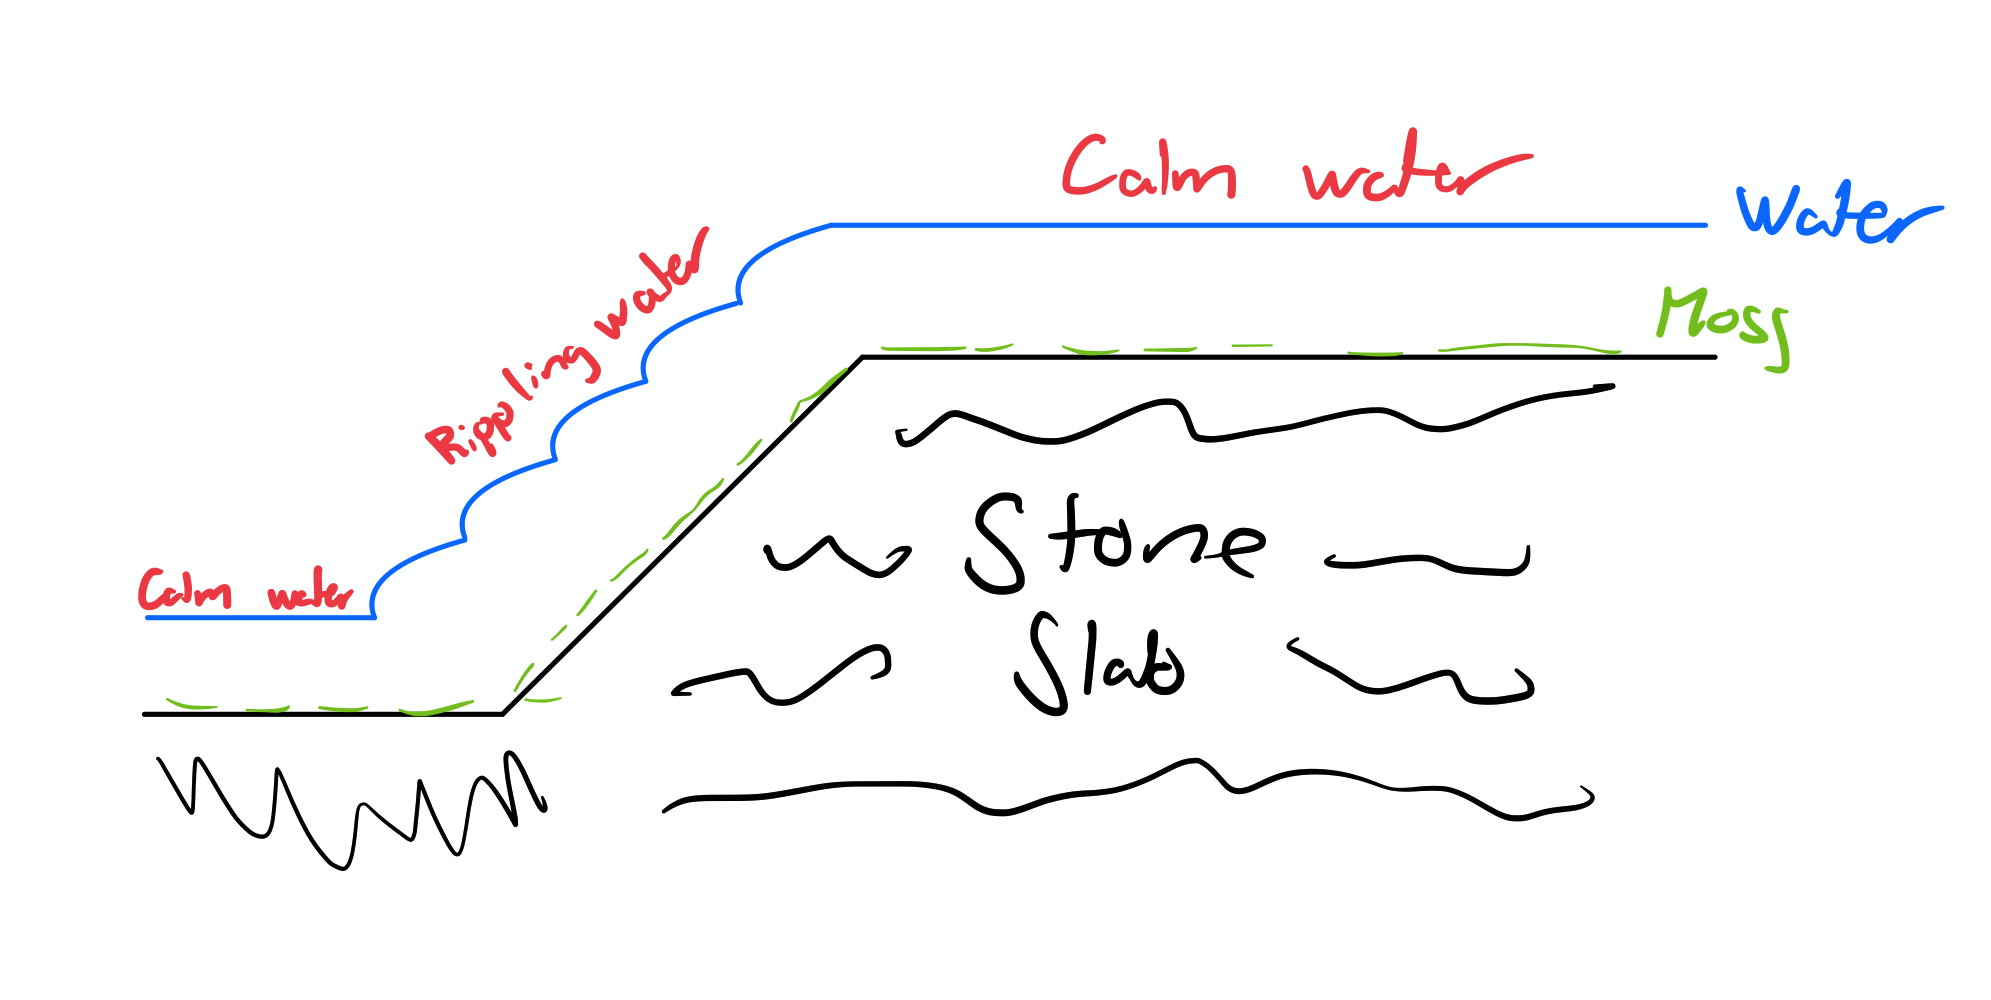 Calm water
Water
Moss
Rippling water
Calm water
Stone
Slab